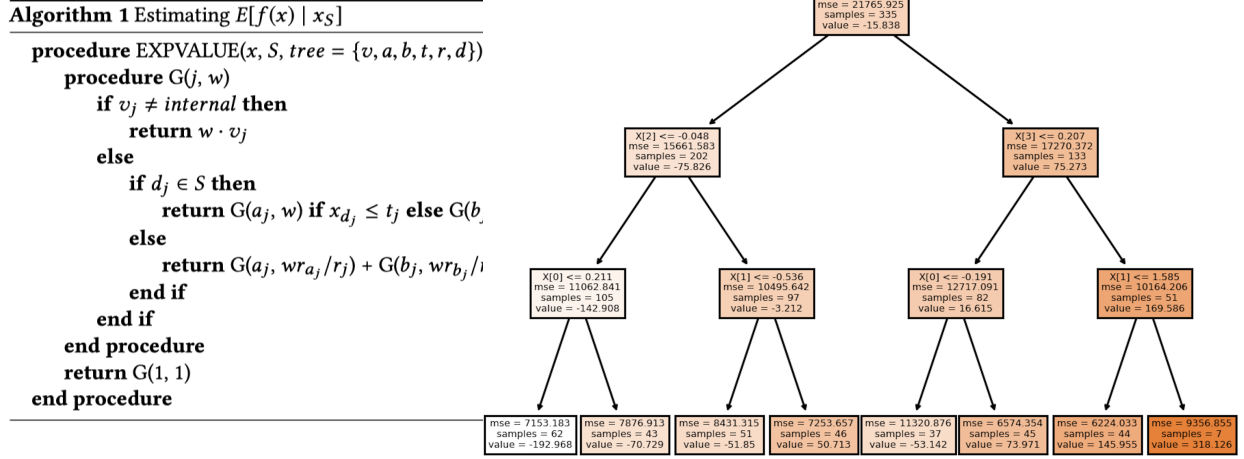 Algorithm 1 Estimating E[f(x) | x_S]
procedure EXPVALUE(x, S, tree = {v, a, b, t, r, d})
procedure G(j, w)
if v_j ≠ internal then
return w · v_j
else
if d_j ∈ S then
return G(a_j, w) if x_{d_j} ≤ t_j else G(b
else
return G(a_j, wr_{a_j}/r_j) + G(b_j, wr_{b_j}/
end if
end if
end procedure
return G(1, 1)
end procedure
mse = 21765.925
samples = 335
value = -15.838
X[2] <= -0.048
mse = 15661.583
samples = 202
value = -75.826
X[3] <= 0.207
mse = 17270.372
samples = 133
value = 75.273
X[0] <= 0.211
mse = 11062.841
samples = 105
value = -142.908
X[1] <= -0.536
mse = 10495.642
samples = 97
value = -3.212
X[0] <= -0.191
mse = 12717.091
samples = 82
value = 16.615
X[1] <= 1.585
mse = 10164.206
samples = 51
value = 169.586
mse = 7153.183
samples = 62
value = -192.968
mse = 7876.913
samples = 43
value = -70.729
mse = 8431.315
samples = 51
value = -51.85
mse = 7253.657
samples = 46
value = 50.713
mse = 11320.876
samples = 37
value = -53.142
mse = 6574.354
samples = 45
value = 73.971
mse = 6224.033
samples = 44
value = 145.955
mse = 9356.855
samples = 7
value = 318.126